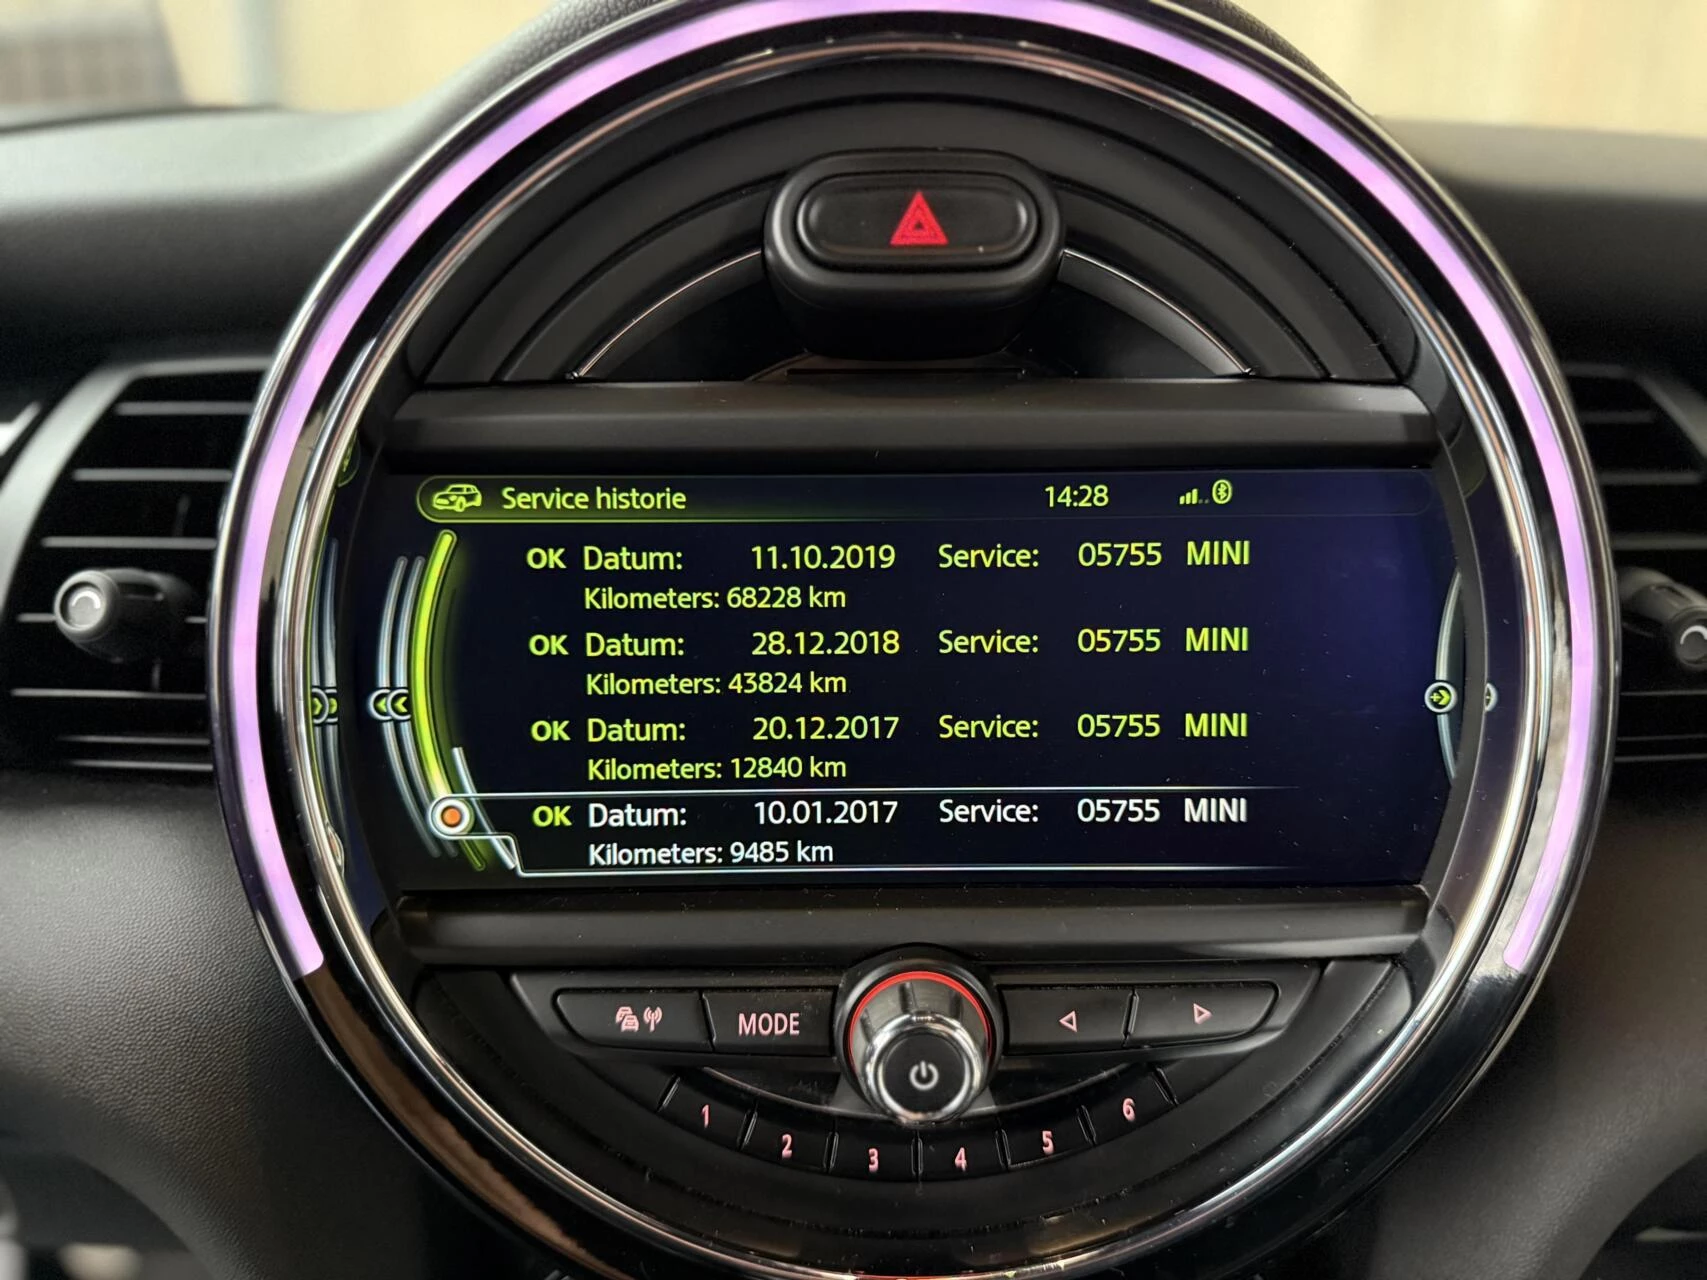 Service historie 14:28
OK Datum: 11.10.2019 Service: 05755 MINI
Kilometers: 68228 km
OK Datum: 28.12.2018 Service: 05755 MINI
Kilometers: 43824 km
OK Datum: 20.12.2017 Service: 05755 MINI
Kilometers: 12840 km
OK Datum: 10.01.2017 Service: 05755 MINI
Kilometers: 9485 km
MODE
1 2 3 4 5 6